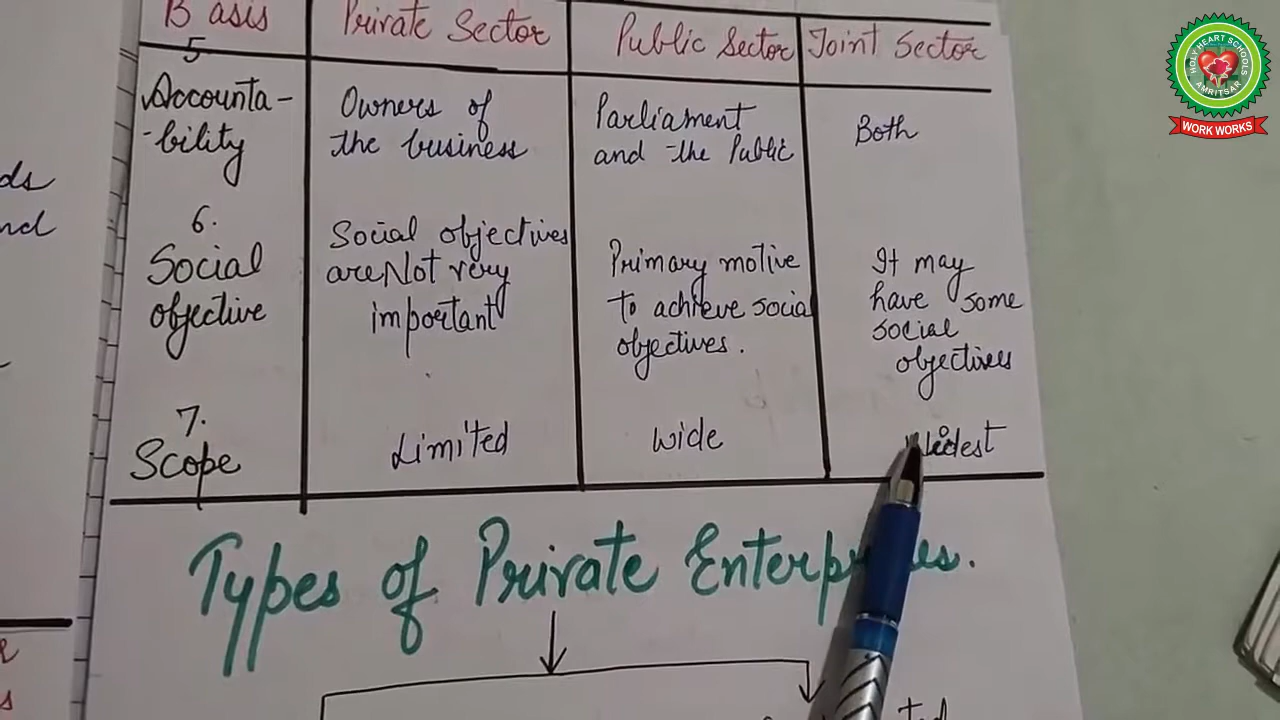 Basis Private Sector Public Sector Joint Sector
5
Accounta-
-bility
Owners of
the business
Parliament
and the Public
Both
6.
Social
objective
Social objectives
are Not very
important
Primary motive
to achieve social
objectives.
It may
have some
social
objectives
7.
Scope
Limited
Wide
Widest
Types of Private Enterprises.
HOLY HEART SCHOOLS
AMRITSAR
WORK WORKS